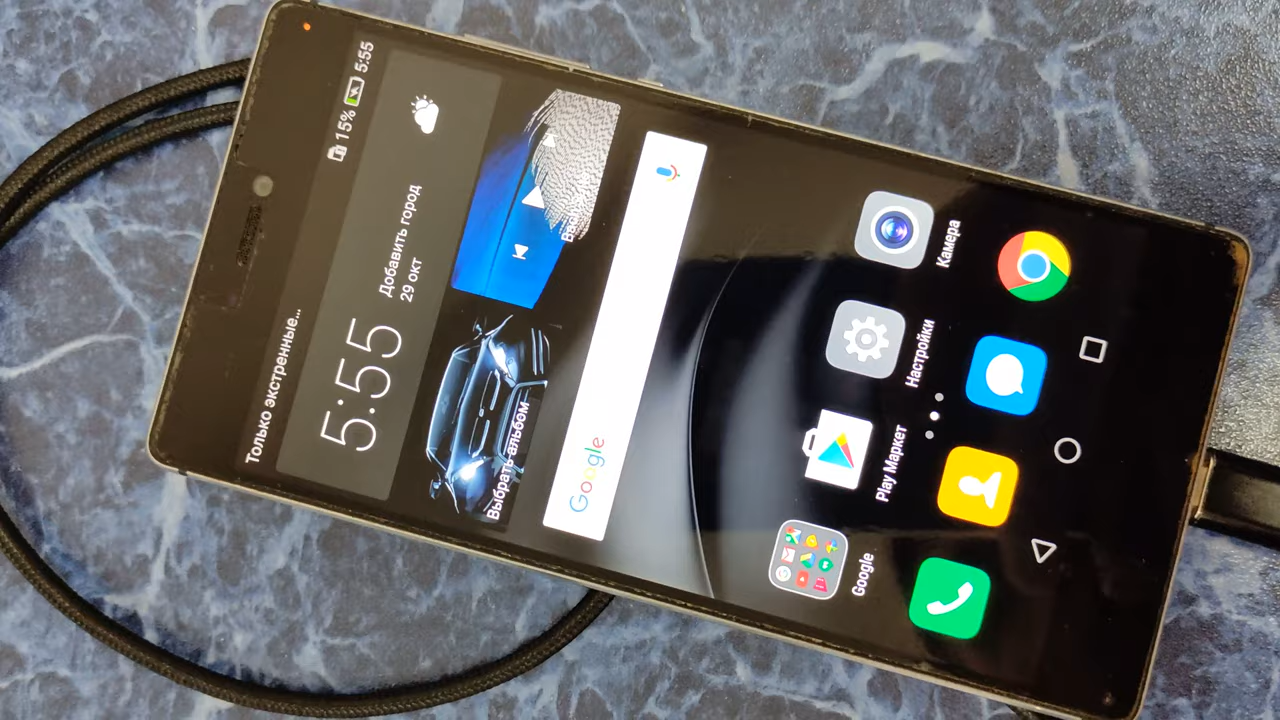 Только экстренные...
15% 5:55
5:55
Добавить город
29 окт
Выбрать альбом
Google
Google
Play Маркет
Настройки
Камера